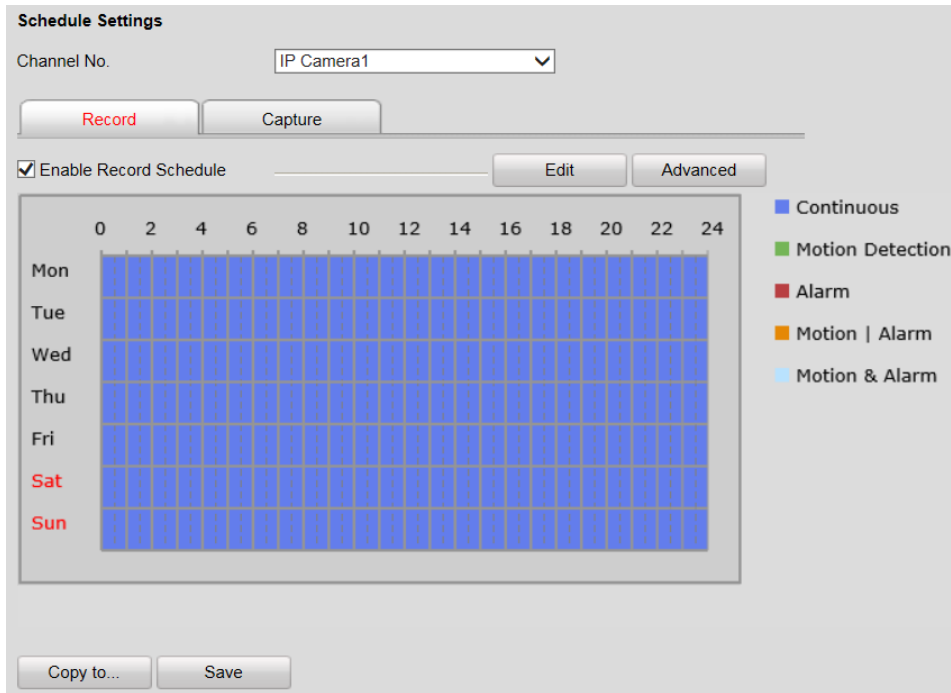 Schedule Settings
Channel No. IP Camera1
Record Capture
Enable Record Schedule Edit Advanced
0 2 4 6 8 10 12 14 16 18 20 22 24
Mon
Tue
Wed
Thu
Fri
Sat
Sun
Continuous
Motion Detection
Alarm
Motion | Alarm
Motion & Alarm
Copy to... Save